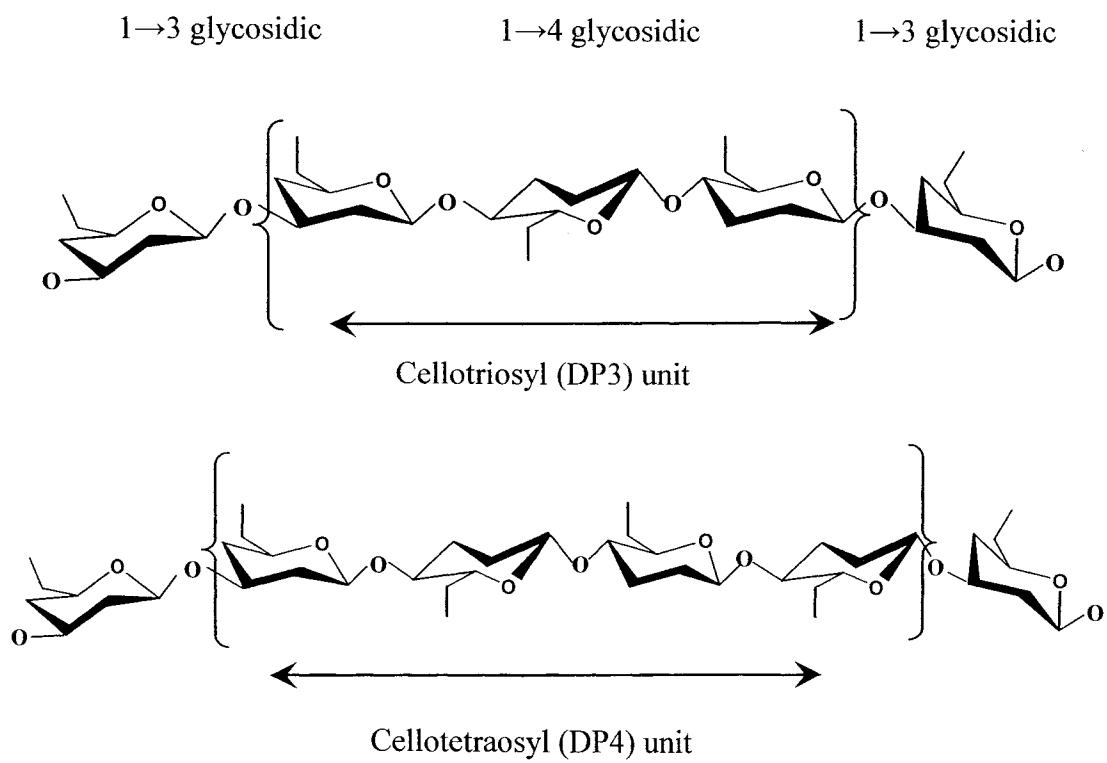 1→3 glycosidic 1→4 glycosidic 1→3 glycosidic
O O O O O O O O O
O
Cellotriosyl (DP3) unit
O O O O O O O O O O
O
Cellotetraosyl (DP4) unit